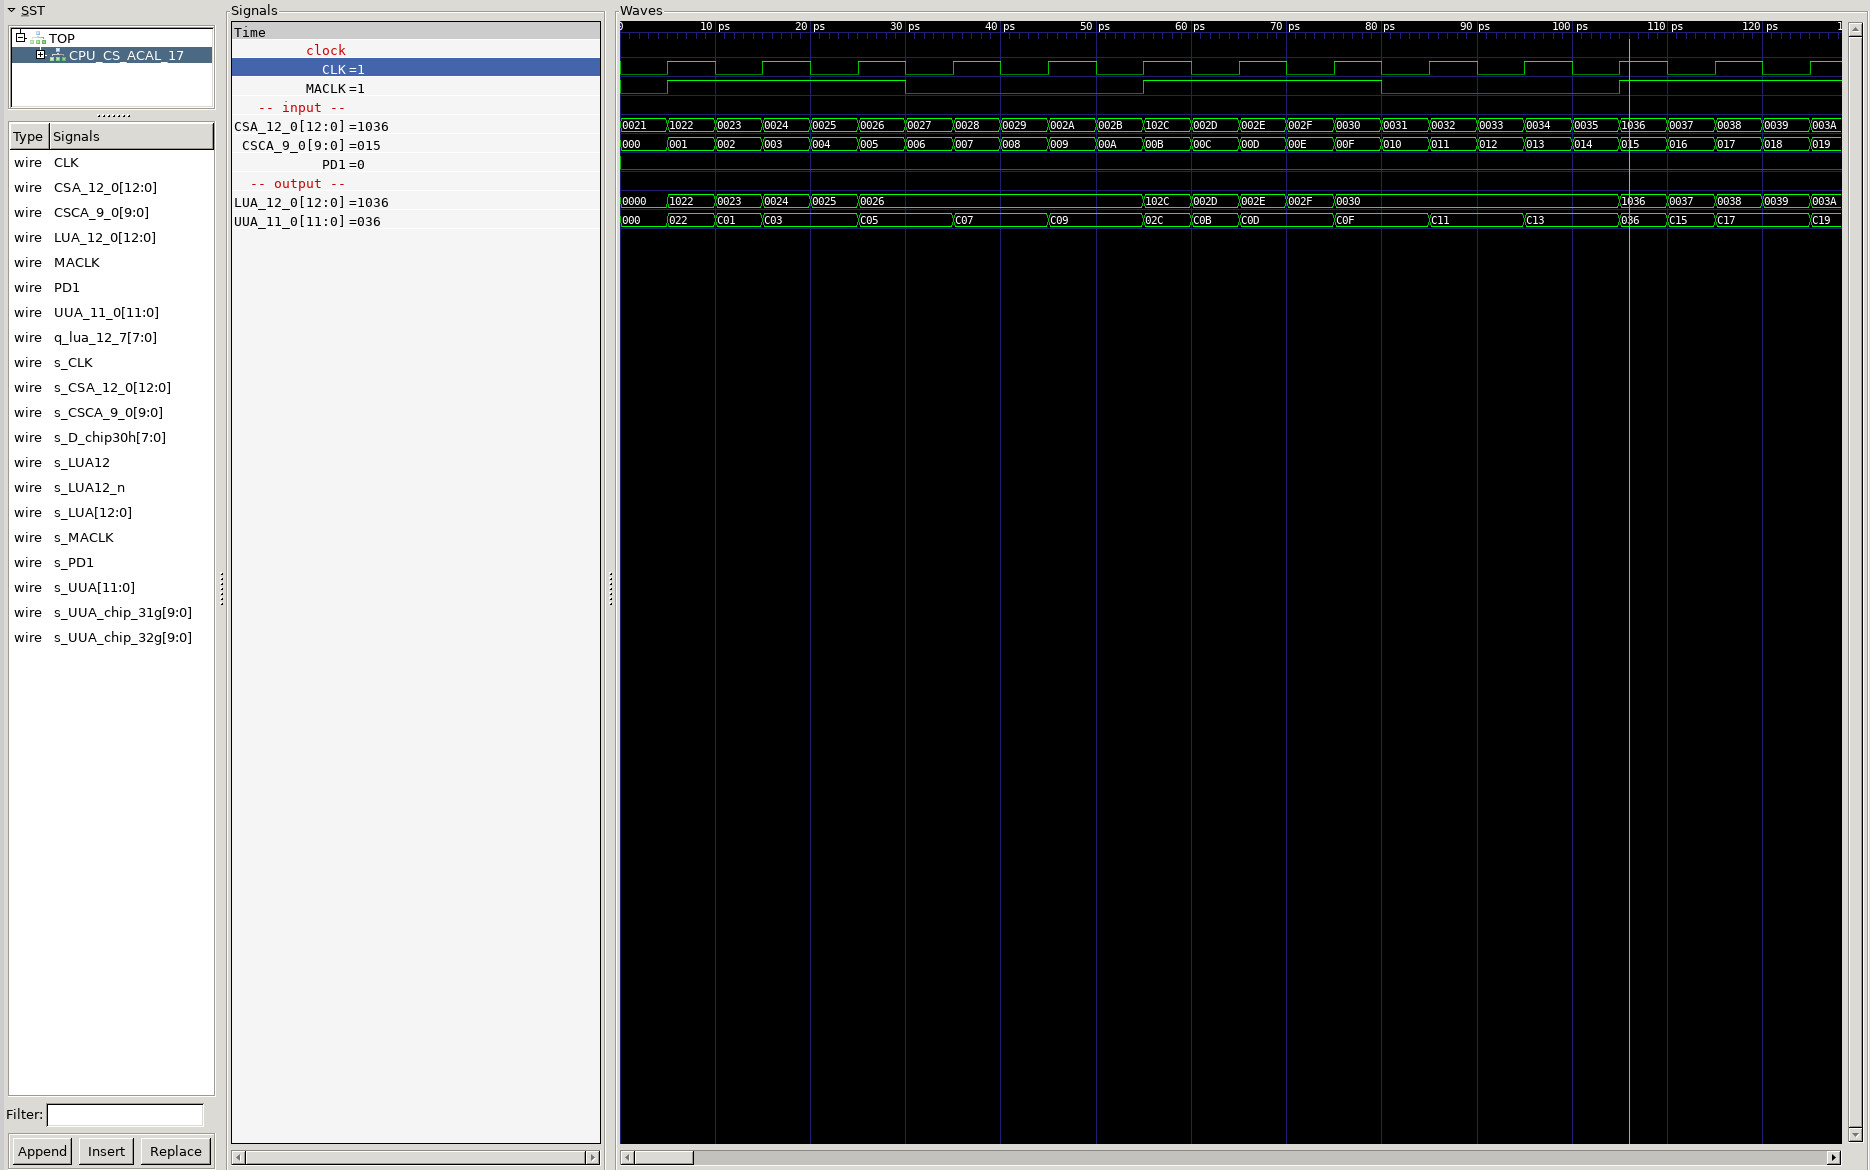 SST
TOP
CPU_CS_ACAL_17
Type Signals
wire CLK
wire CSA_12_0[12:0]
wire CSCA_9_0[9:0]
wire LUA_12_0[12:0]
wire MACLK
wire PD1
wire UUA_11_0[11:0]
wire q_lua_12_7[7:0]
wire s_CLK
wire s_CSA_12_0[12:0]
wire s_CSCA_9_0[9:0]
wire s_D_chip30h[7:0]
wire s_LUA12
wire s_LUA12_n
wire s_LUA[12:0]
wire s_MACLK
wire s_PD1
wire s_UUA[11:0]
wire s_UUA_chip_31g[9:0]
wire s_UUA_chip_32g[9:0]
Filter:
Append Insert Replace
Signals
Time
clock
CLK=1
MACLK=1
-- input --
CSA_12_0[12:0]=1036
CSCA_9_0[9:0]=015
PD1=0
-- output --
LUA_12_0[12:0]=1036
UUA_11_0[11:0]=036
Waves
0 10 ps 20 ps 30 ps 40 ps 50 ps 60 ps 70 ps 80 ps 90 ps 100 ps 110 ps 120 ps 1
0021 1022 0023 0024 0025 0026 0027 0028 0029 002A 002B 102C 002D 002E 002F 0030 0031 0032 0033 0034 0035 1036 0037 0038 0039 003A
000 001 002 003 004 005 006 007 008 009 00A 00B 00C 00D 00E 00F 010 011 012 013 014 015 016 017 018 019
0000 1022 0023 0024 0025 0026 102C 002D 002E 002F 0030 1036 0037 0038 0039 003A
000 022 C01 C03 C05 C07 C09 02C C0B C0D C0F C11 C13 036 C15 C17 C19